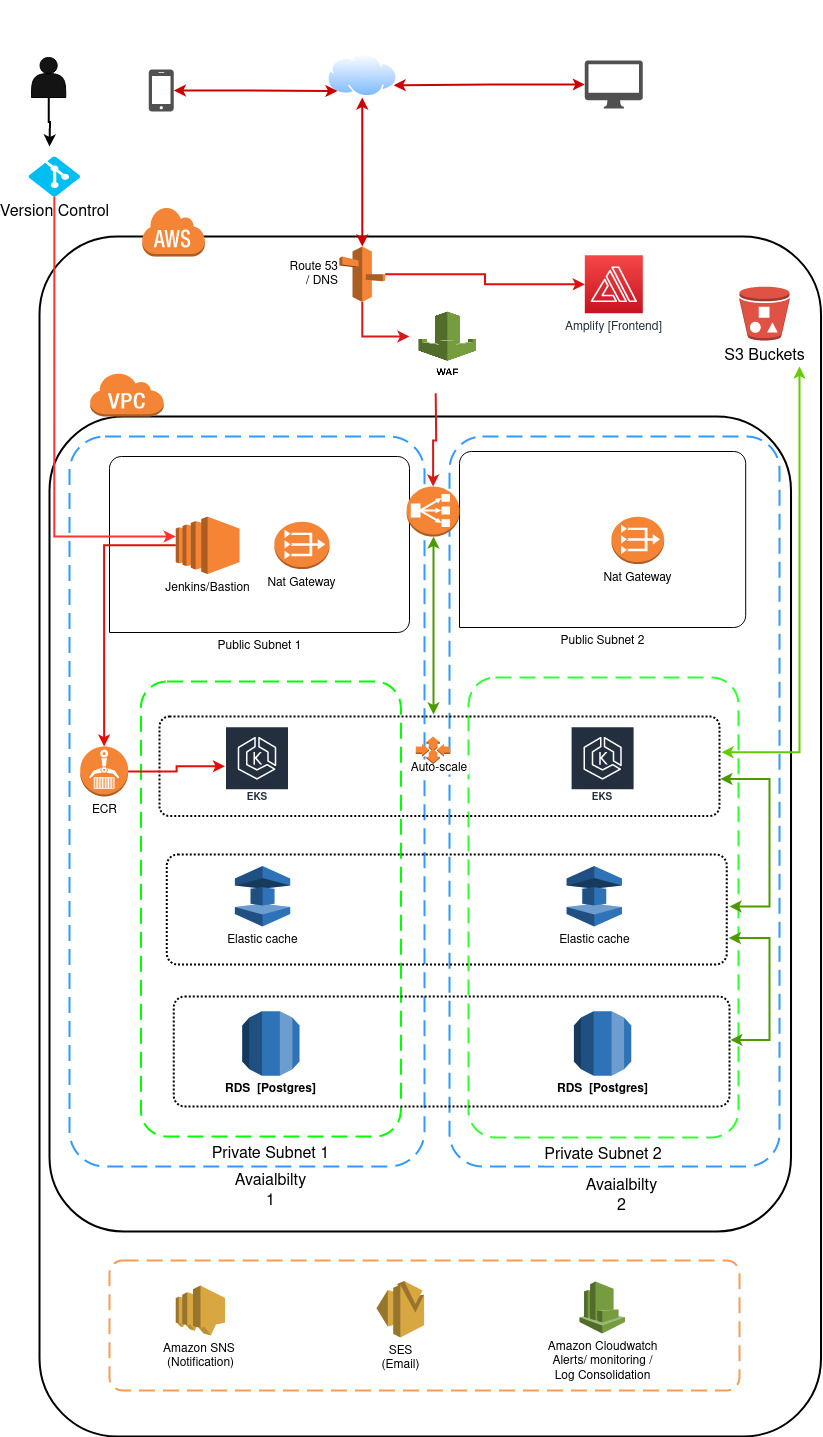 Version Control
AWS
Route 53
/ DNS
Amplify [Frontend]
WAF
S3 Buckets
VPC
Jenkins/Bastion
Nat Gateway
Nat Gateway
Public Subnet 1
Public Subnet 2
K
EKS
Auto-scale
K
EKS
ECR
Elastic cache
Elastic cache
RDS [Postgres]
RDS [Postgres]
Private Subnet 1
Private Subnet 2
Avaialbilty
1
Avaialbilty
2
Amazon SNS
(Notification)
SES
(Email)
Amazon Cloudwatch
Alerts/ monitoring /
Log Consolidation